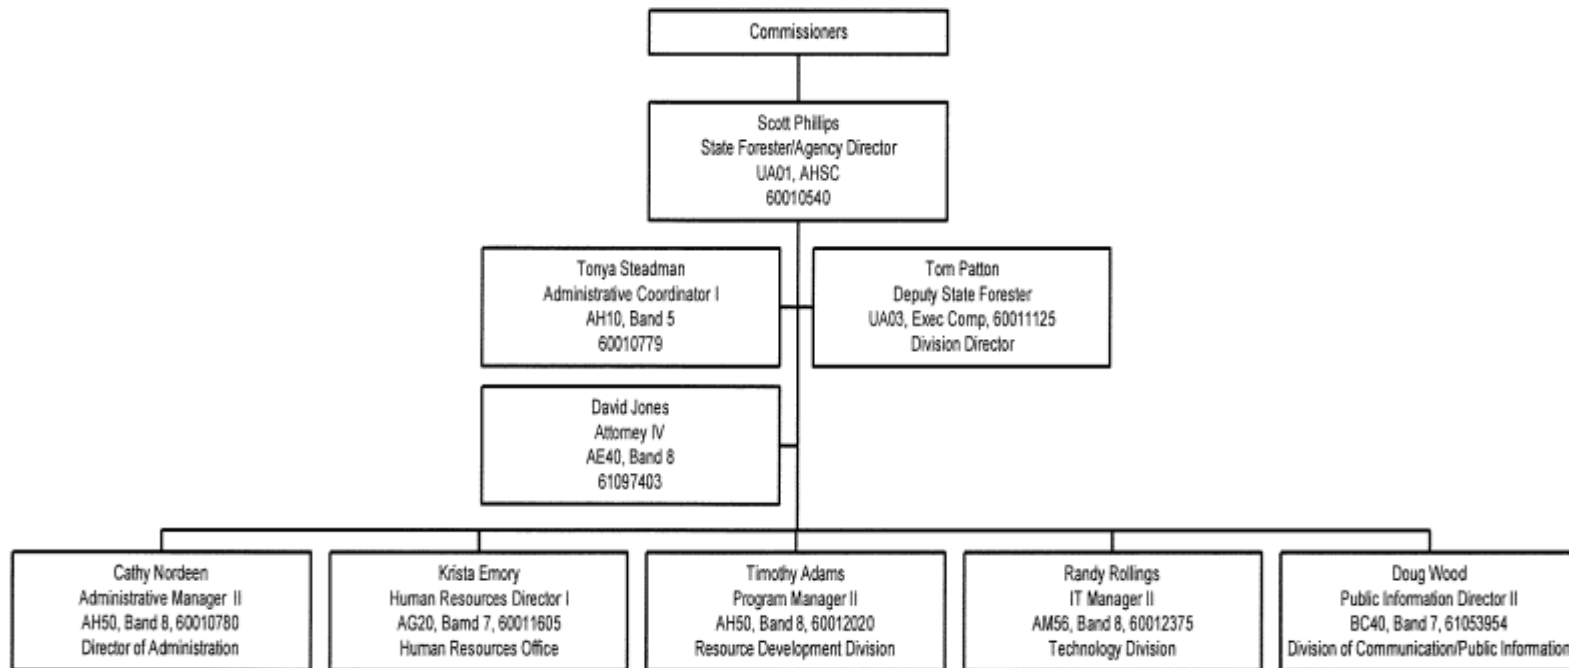 Commissioners
Scott Phillips
State Forester/Agency Director
UA01, AHSC
60010540
Tonya Steadman
Administrative Coordinator I
AH10, Band 5
60010779
Tom Patton
Deputy State Forester
UA03, Exec Comp, 60011125
Division Director
David Jones
Attorney IV
AE40, Band 8
61097403
Cathy Nordeen
Administrative Manager II
AH50, Band 8, 60010780
Director of Administration
Krista Emory
Human Resources Director I
AG20, Bamd 7, 60011605
Human Resources Office
Timothy Adams
Program Manager II
AH50, Band 8, 60012020
Resource Development Division
Randy Rollings
IT Manager II
AM56, Band 8, 60012375
Technology Division
Doug Wood
Public Information Director II
BC40, Band 7, 61053954
Division of Communication/Public Information